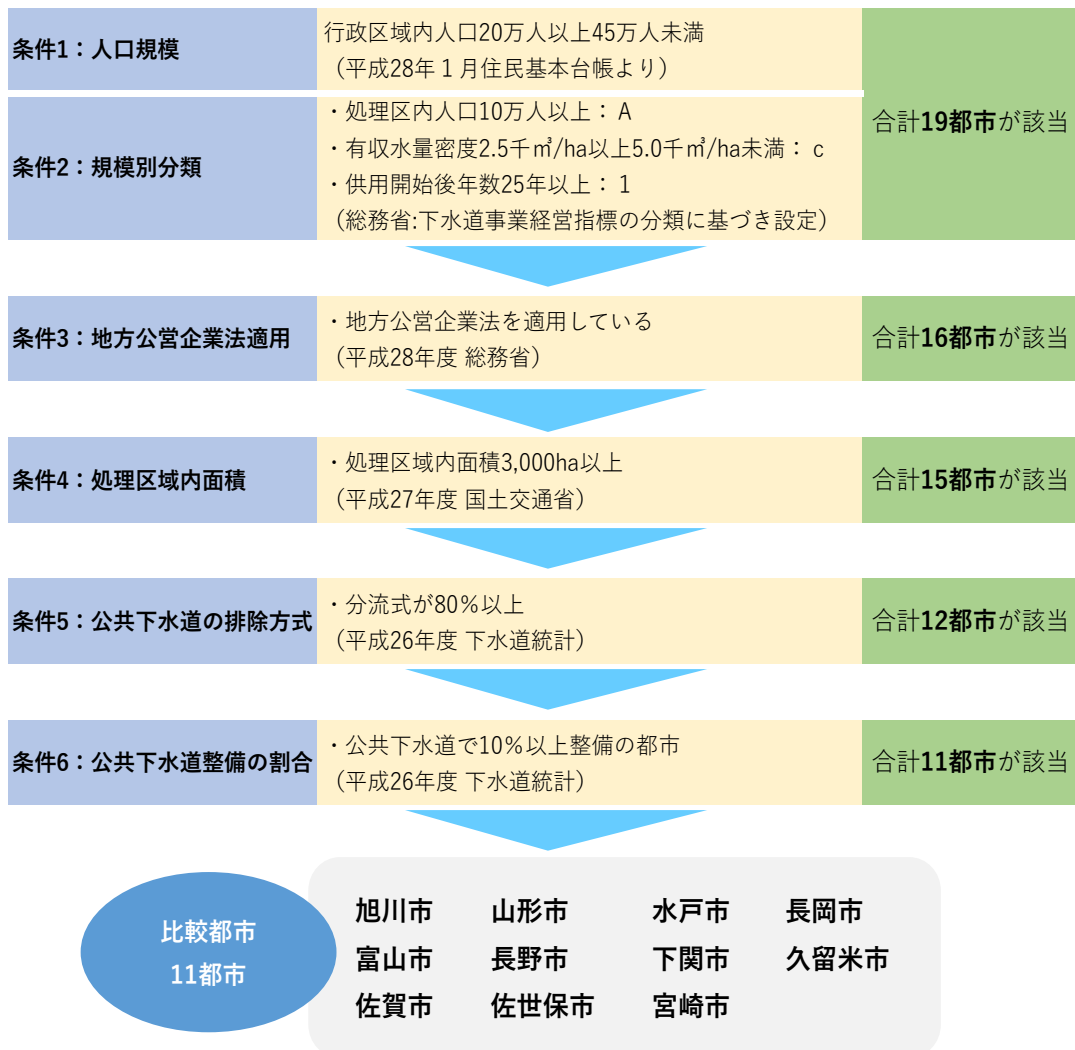 条件1：人口規模
行政区域内人口20万人以上45万人未満
（平成28年１月住民基本台帳より）
条件2：規模別分類
・処理区内人口10万人以上： A
・有収水量密度2.5千㎥/ha以上5.0千㎥/ha未満： c
・供用開始後年数25年以上： 1
（総務省:下水道事業経営指標の分類に基づき設定）
合計19都市が該当
条件3：地方公営企業法適用
・地方公営企業法を適用している
（平成28年度 総務省）
合計16都市が該当
条件4：処理区域内面積
・処理区域内面積3,000ha以上
（平成27年度 国土交通省）
合計15都市が該当
条件5：公共下水道の排除方式
・分流式が80％以上
（平成26年度 下水道統計）
合計12都市が該当
条件6：公共下水道整備の割合
・公共下水道で10％以上整備の都市
（平成26年度 下水道統計）
合計11都市が該当
比較都市
11都市
旭川市 山形市 水戸市 長岡市
富山市 長野市 下関市 久留米市
佐賀市 佐世保市 宮崎市